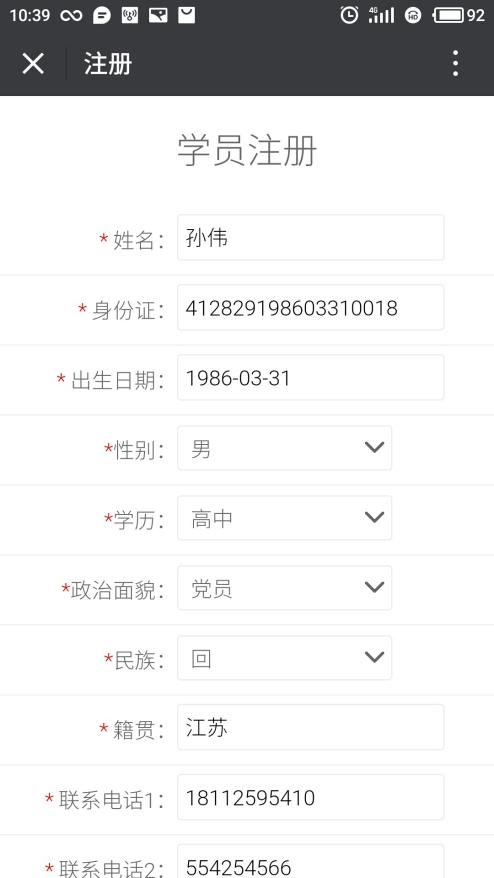 10:39 4G HD 92
注册
学员注册
* 姓名： 孙伟
* 身份证： 412829198603310018
* 出生日期： 1986-03-31
*性别： 男
*学历： 高中
*政治面貌： 党员
*民族： 回
* 籍贯： 江苏
* 联系电话1： 18112595410
* 联系电话2： 554254566